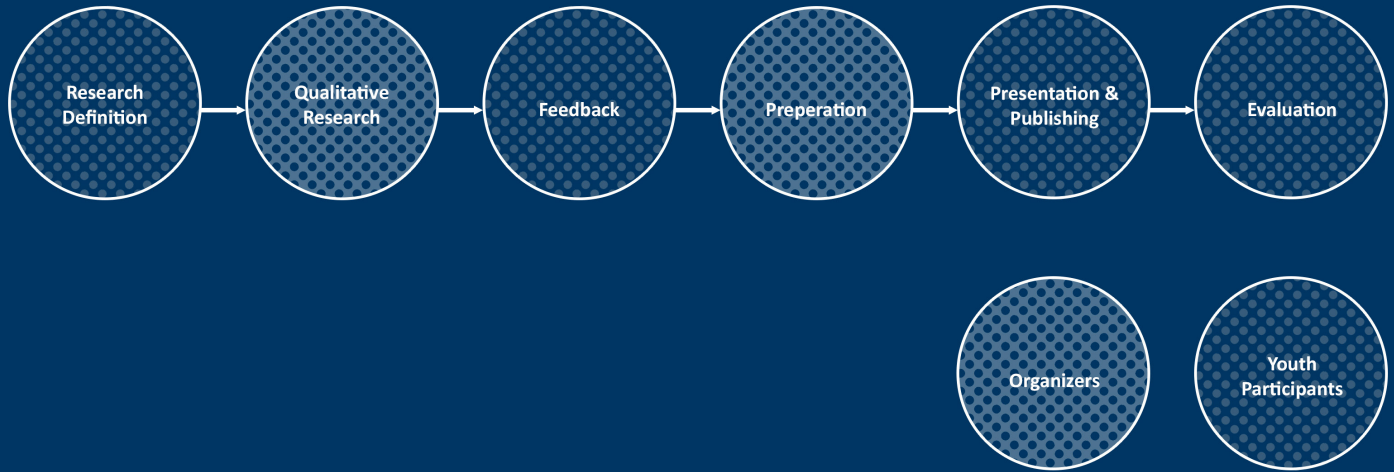 Research
Definition
Qualitative
Research
Feedback
Preperation
Presentation &
Publishing
Evaluation
Organizers
Youth
Participants